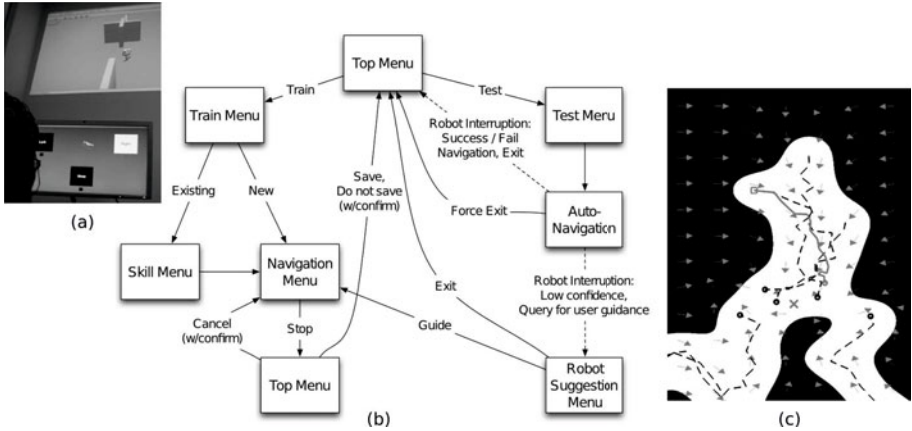 (a)
Top Menu
Train
Test
Train Menu
Test Menu
Robot Interruption:
Success / Fail
Navigation, Exit
Existing
New
Save,
Do not save
(w/confirm)
Force Exit
Auto-
Navigation
Skill Menu
Navigation
Menu
Robot Interruption:
Low confidence,
Query for user guidance
Exit
Cancel
(w/confirm)
Stop
Guide
Top Menu
Robot
Suggestion
Menu
(b)
(c)